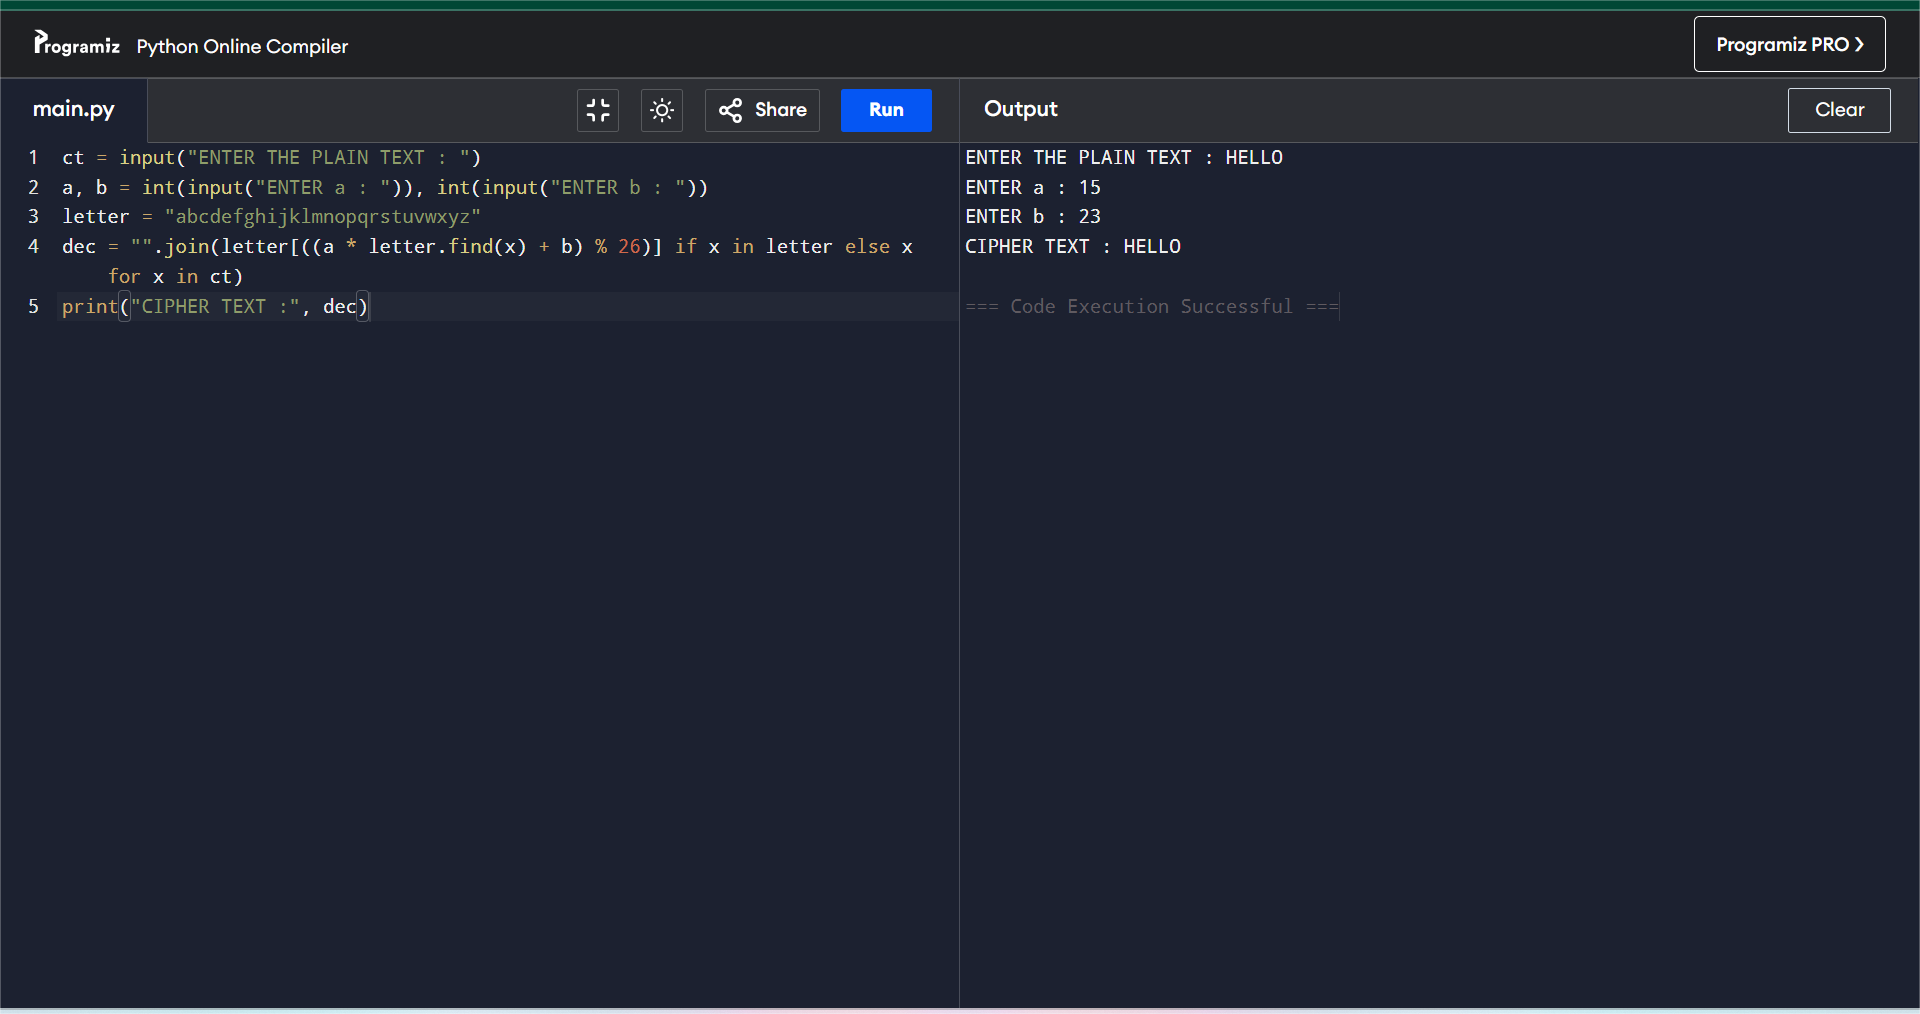 Programiz Python Online Compiler
Programiz PRO ❯
main.py
Share
Run
Output
Clear
1 ct = input("ENTER THE PLAIN TEXT : ")
2 a, b = int(input("ENTER a : ")), int(input("ENTER b : "))
3 letter = "abcdefghijklmnopqrstuvwxyz"
4 dec = "".join(letter[((a * letter.find(x) + b) % 26)] if x in letter else x
for x in ct)
5 print("CIPHER TEXT :", dec)
ENTER THE PLAIN TEXT : HELLO
ENTER a : 15
ENTER b : 23
CIPHER TEXT : HELLO
=== Code Execution Successful ===